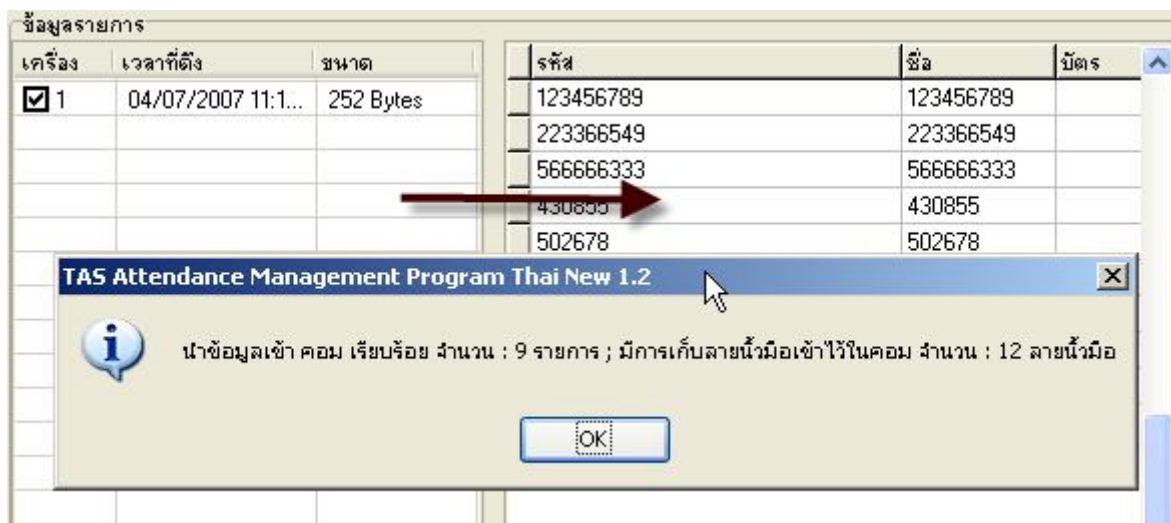 ข้อมูลรายการ
เครื่อง เวลาที่ดึง ขนาด
1 04/07/2007 11:1... 252 Bytes
รหัส ชื่อ บัตร
123456789 123456789
223366549 223366549
566666333 566666333
430855 430855
502678 502678
TAS Attendance Management Program Thai New 1.2
นำข้อมูลเข้า คอม เรียบร้อย จำนวน : 9 รายการ ; มีการเก็บลายนิ้วมือเข้าไว้ในคอม จำนวน : 12 ลายนิ้วมือ
OK